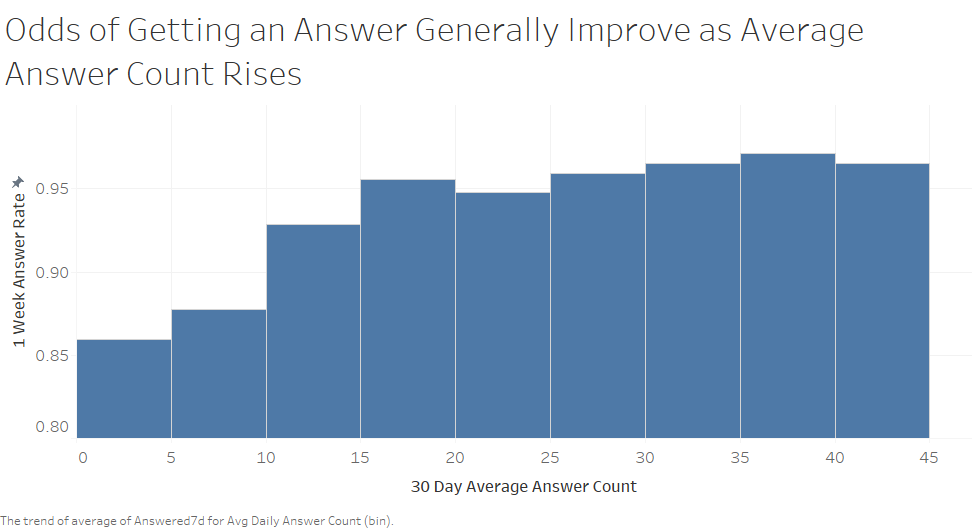 Odds of Getting an Answer Generally Improve as Average
Answer Count Rises
1 Week Answer Rate
0.95
0.90
0.85
0.80
0 5 10 15 20 25 30 35 40 45
30 Day Average Answer Count
The trend of average of Answered7d for Avg Daily Answer Count (bin).